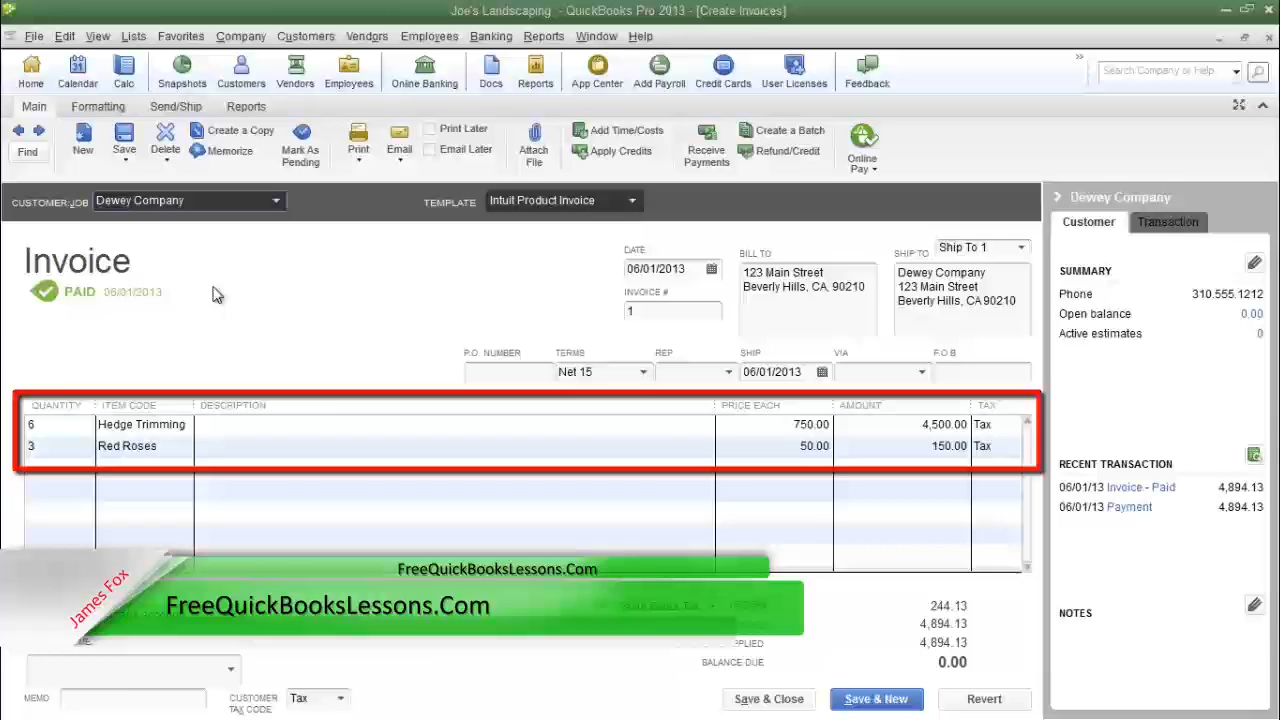 Joe's Landscaping - QuickBooks Pro 2013 - [Create Invoices]
File Edit View Lists Favorites Company Customers Vendors Employees Banking Reports Window Help
Home Calendar Calc Snapshots Customers Vendors Employees Online Banking Docs Reports App Center Add Payroll Credit Cards User Licenses Feedback
Search Company or Help
Main Formatting Send/Ship Reports
Find New Save Delete Create a Copy Memorize Mark As Pending Print Email Print Later Email Later Attach File Add Time/Costs Apply Credits Receive Payments Create a Batch Refund/Credit Online Pay
CUSTOMER:JOB Dewey Company TEMPLATE Intuit Product Invoice
Invoice
PAID 06/01/2013
DATE
06/01/2013
INVOICE #
1
BILL TO
123 Main Street
Beverly Hills, CA, 90210
SHIP TO Ship To 1
Dewey Company
123 Main Street
Beverly Hills, CA 90210
P.O. NUMBER TERMS REP SHIP VIA F.O.B
Net 15 06/01/2013
QUANTITY ITEM CODE DESCRIPTION PRICE EACH AMOUNT TAX
6 Hedge Trimming 750.00 4,500.00 Tax
3 Red Roses 50.00 150.00 Tax
FreeQuickBooksLessons.Com
James Fox
FreeQuickBooksLessons.Com
244.13
4,894.13
4,894.13
BALANCE DUE 0.00
MEMO
CUSTOMER TAX CODE Tax
Save & Close Save & New Revert
Dewey Company
Customer Transaction
SUMMARY
Phone 310.555.1212
Open balance 0.00
Active estimates 0
RECENT TRANSACTION
06/01/13 Invoice - Paid 4,894.13
06/01/13 Payment 4,894.13
NOTES